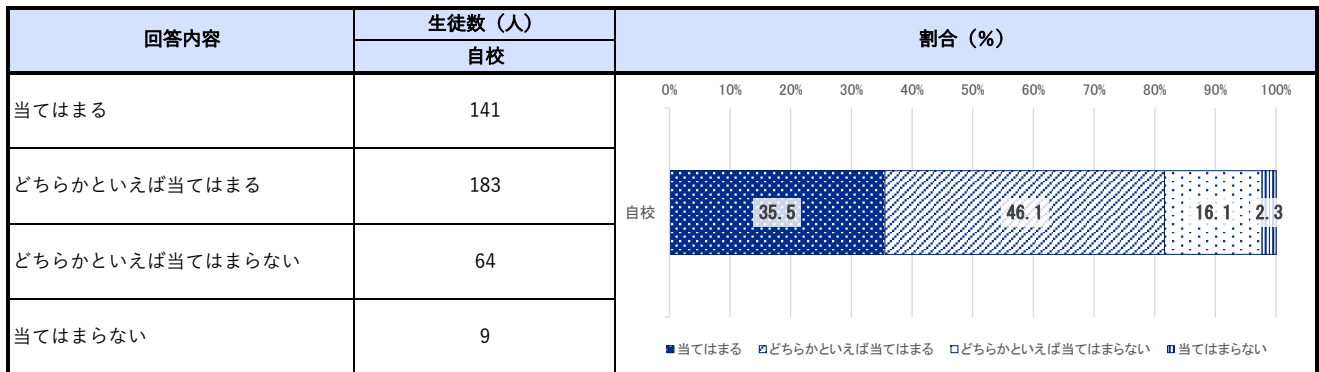 回答内容
生徒数（人）
自校
割合（%）
当てはまる
141
どちらかといえば当てはまる
183
どちらかといえば当てはまらない
64
当てはまらない
9
0% 10% 20% 30% 40% 50% 60% 70% 80% 90% 100%
自校
35.5 46.1 16.1 2.3
当てはまる どちらかといえば当てはまる どちらかといえば当てはまらない 当てはまらない